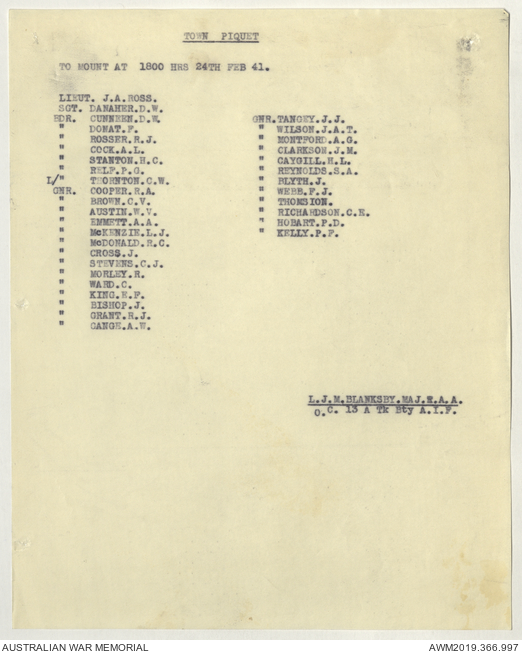 TOWN PIQUET
TO MOUNT AT 1800 HRS 24TH FEB 41.
LIEUT. J.A.ROSS.
SGT. DANAHER.D.W.
BDR. CUNNEEN.D.W.
" DONAT.F.
" ROSSER.R.J.
" COCK.A.L.
" STANTON.H.C.
" RELF.P.G.
L/" THORNTON.C.W.
GNR. COOPER.R.A.
" BROWN.C.V.
" AUSTIN.W.V.
" EMMETT.A.A.
" McKENZIE.L.J.
" McDONALD.R.C.
" CROSS.J.
" STEVENS.C.J.
" MORLEY.R.
" WARD.C.
" KING.H.F.
" BISHOP.J.
" GRANT.R.J.
" GANGE.A.W.
GNR.TANGEY.J.J.
" WILSON.J.A.T.
" MONTFORD.A.G.
" CLARKSON.J.M.
" CAYGILL.H.L.
" REYNOLDS.S.A.
" BLYTH.J.
" WEBB.F.J.
" THOMSION.
" RICHARDSON.C.E.
" HOBART.P.D.
" KELLY.P.F.
L.J.M.BLANKSBY.MAJ.R.A.A.
O.C. 13 A Tk Bty A.I.F.
AUSTRALIAN WAR MEMORIAL
AWM2019.366.997